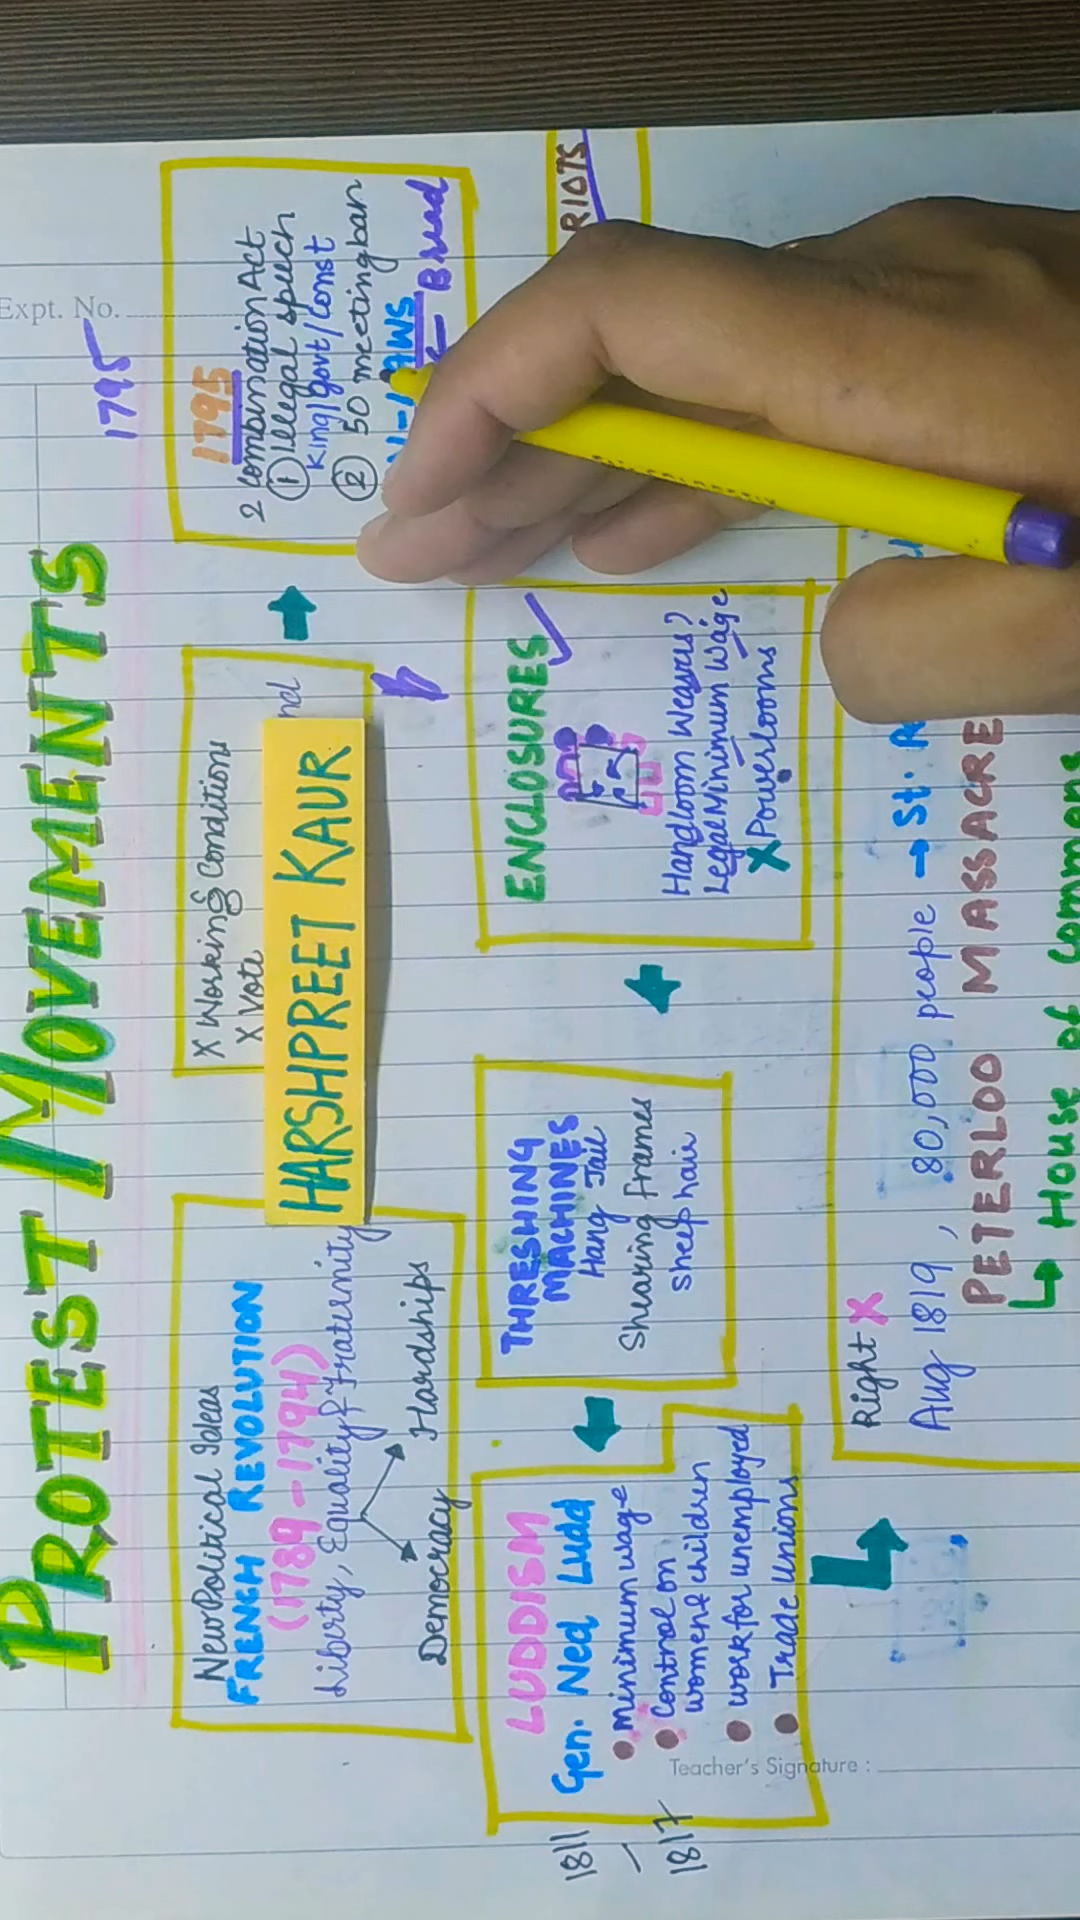 Expt. No.
PROTEST MOVEMENTS
1795
New Political Ideas
FRENCH REVOLUTION
(1789-1794)
Liberty, Equality & Fraternity
Democracy
Hardships
X Working Conditions
X Vote
HARSHPREET KAUR
1795
2 Combination Act
① Illegal speech
King/Govt/Const
② 50 meeting ban
Bread
RIOTS
ENCLOSURES
Handloom Weavers?
Legal Minimum Wage
X Powerlooms
THRESHING
MACHINES
Hang Jail
Shearing frames
sheep hair
LUDDISM
Gen. Ned Ludd
• minimum wage
• Control on
women & children
• work for unemployed
• Trade Unions
1811
–
1817
Teacher's Signature :
Right X
Aug 1819, 80,000 people → St.
PETERLOO MASSACRE
↳ House of Commons